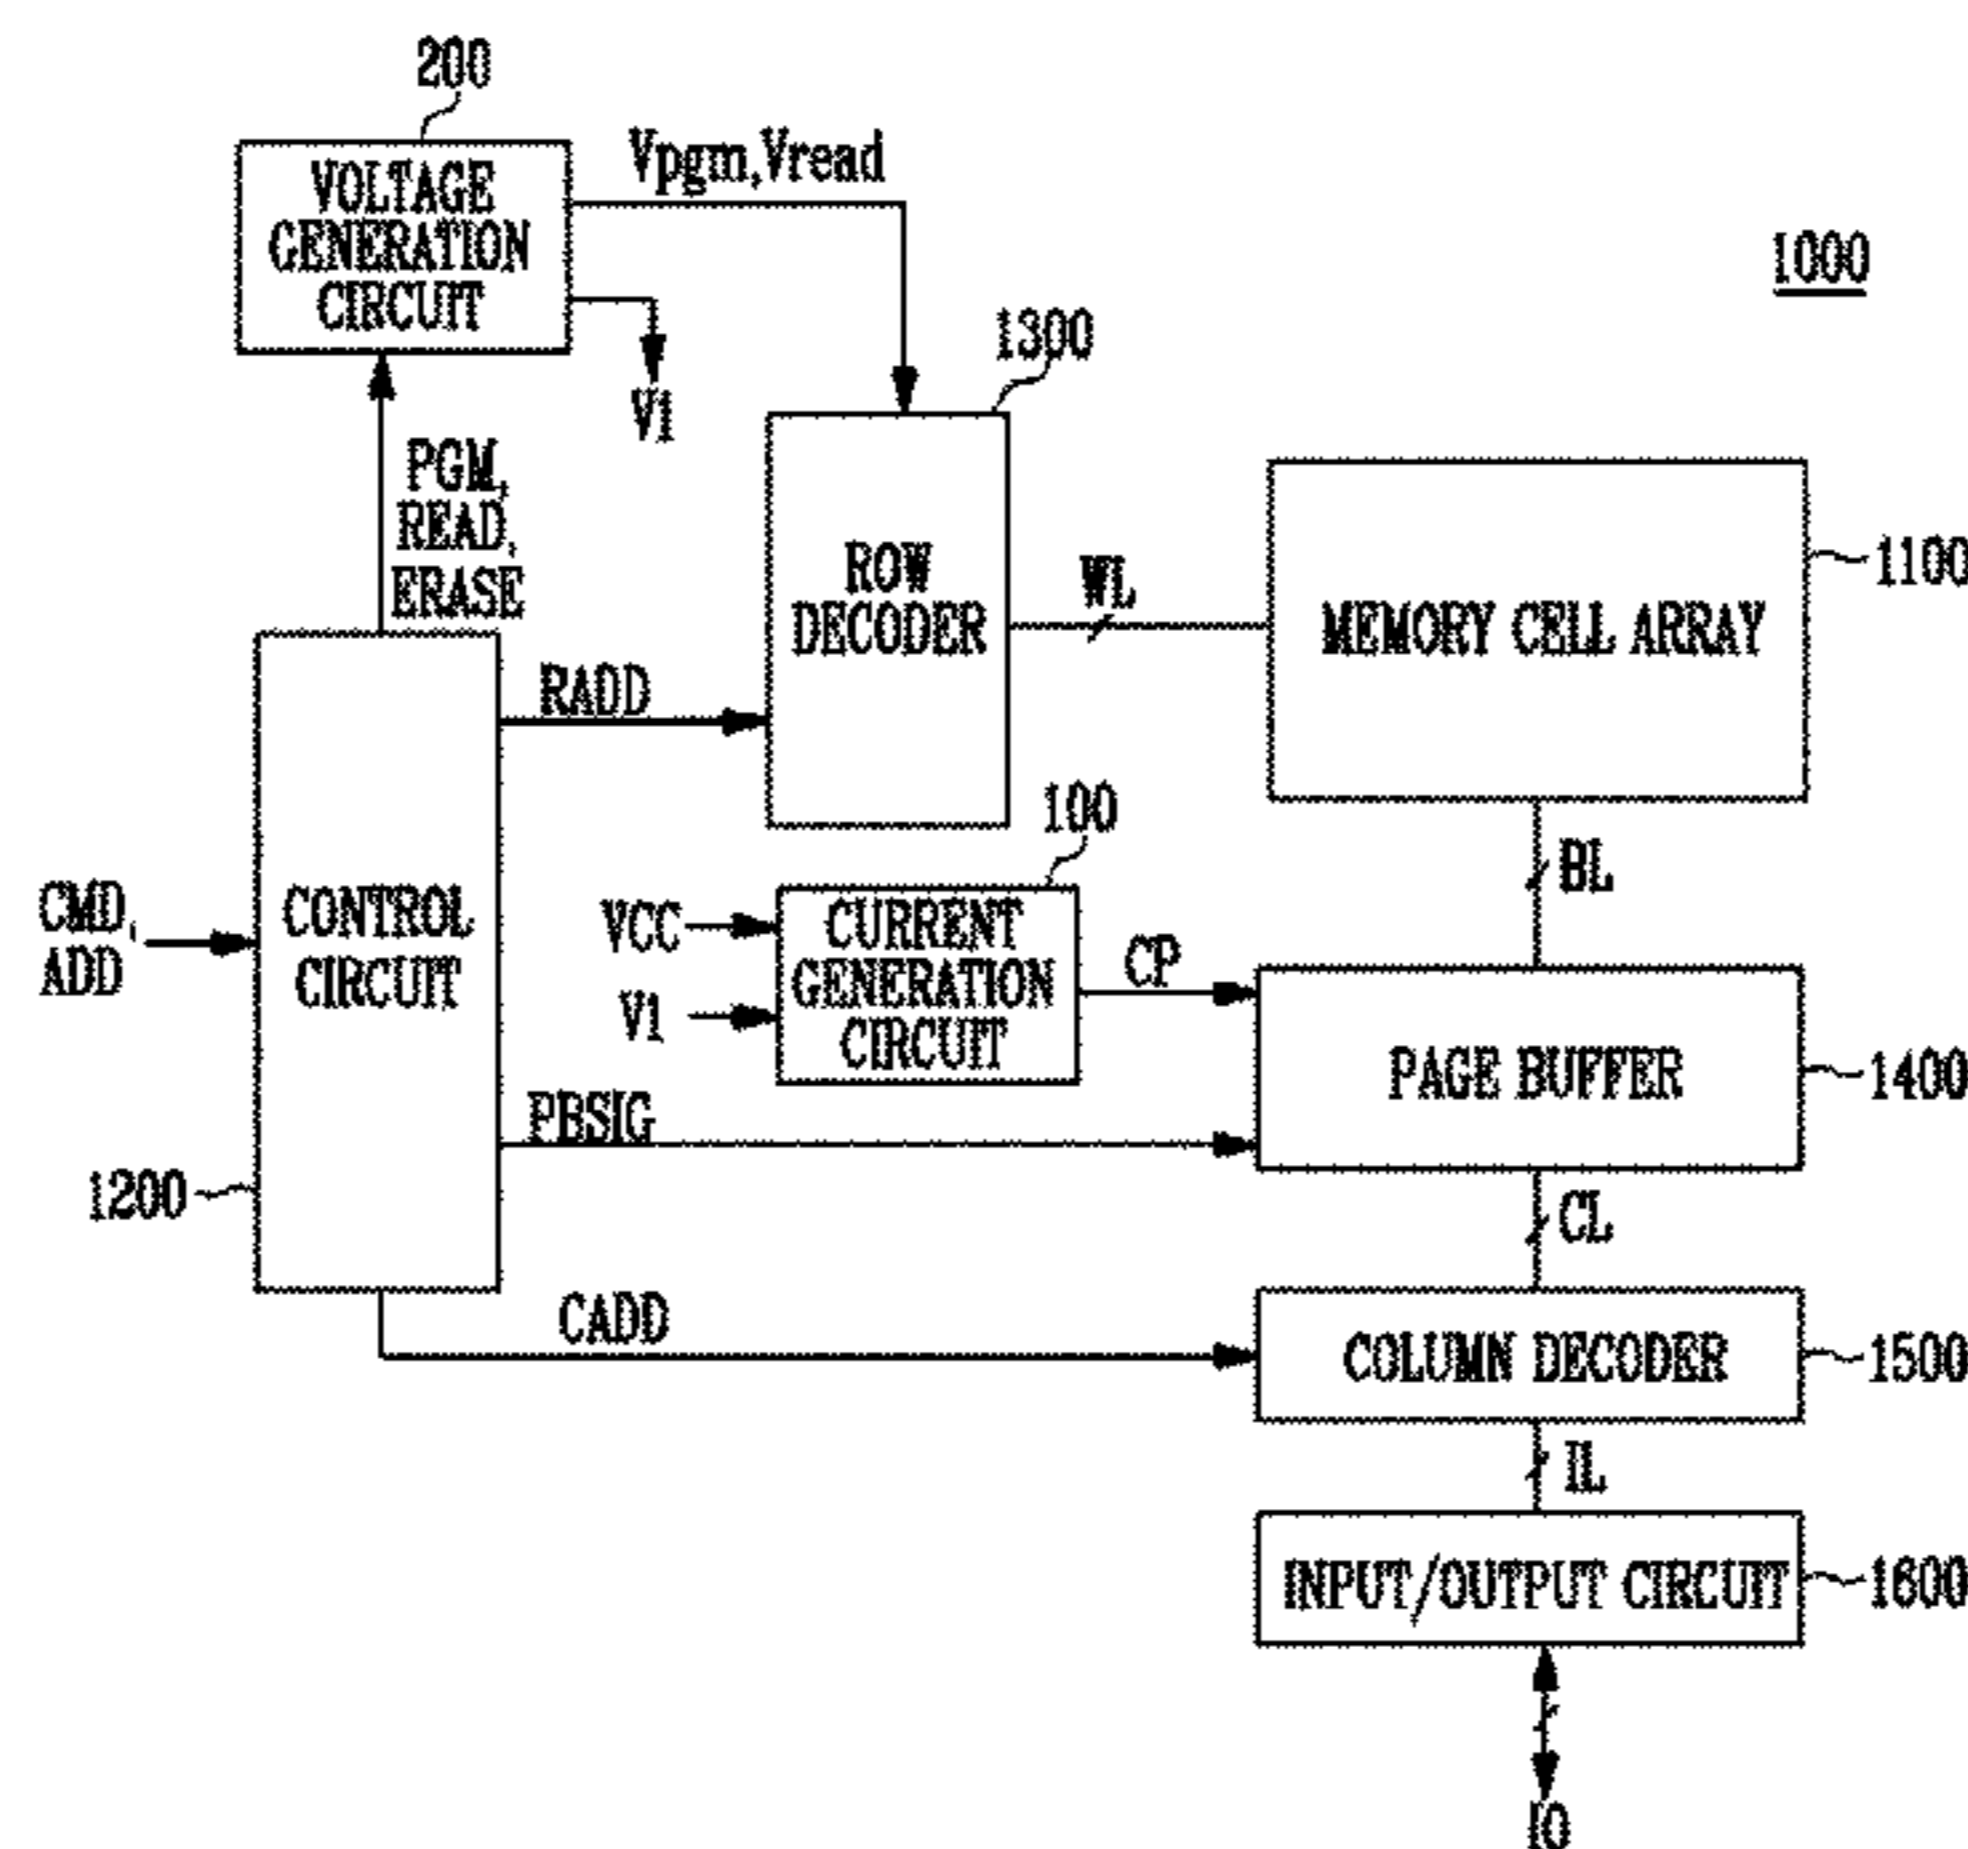 200
VOLTAGE
GENERATION
CIRCUIT
Vpgm,Vread
V1
1000
1300
PGM,
READ,
ERASE
ROW
DECODER
WL
MEMORY CELL ARRAY
1100
RADD
100
BL
CMD,
ADD
CONTROL
CIRCUIT
VCC
V1
CURRENT
GENERATION
CIRCUIT
CP
PAGE BUFFER
1400
PBSIG
1200
CL
CADD
COLUMN DECODER
1500
IL
INPUT/OUTPUT CIRCUIT
1600
IO